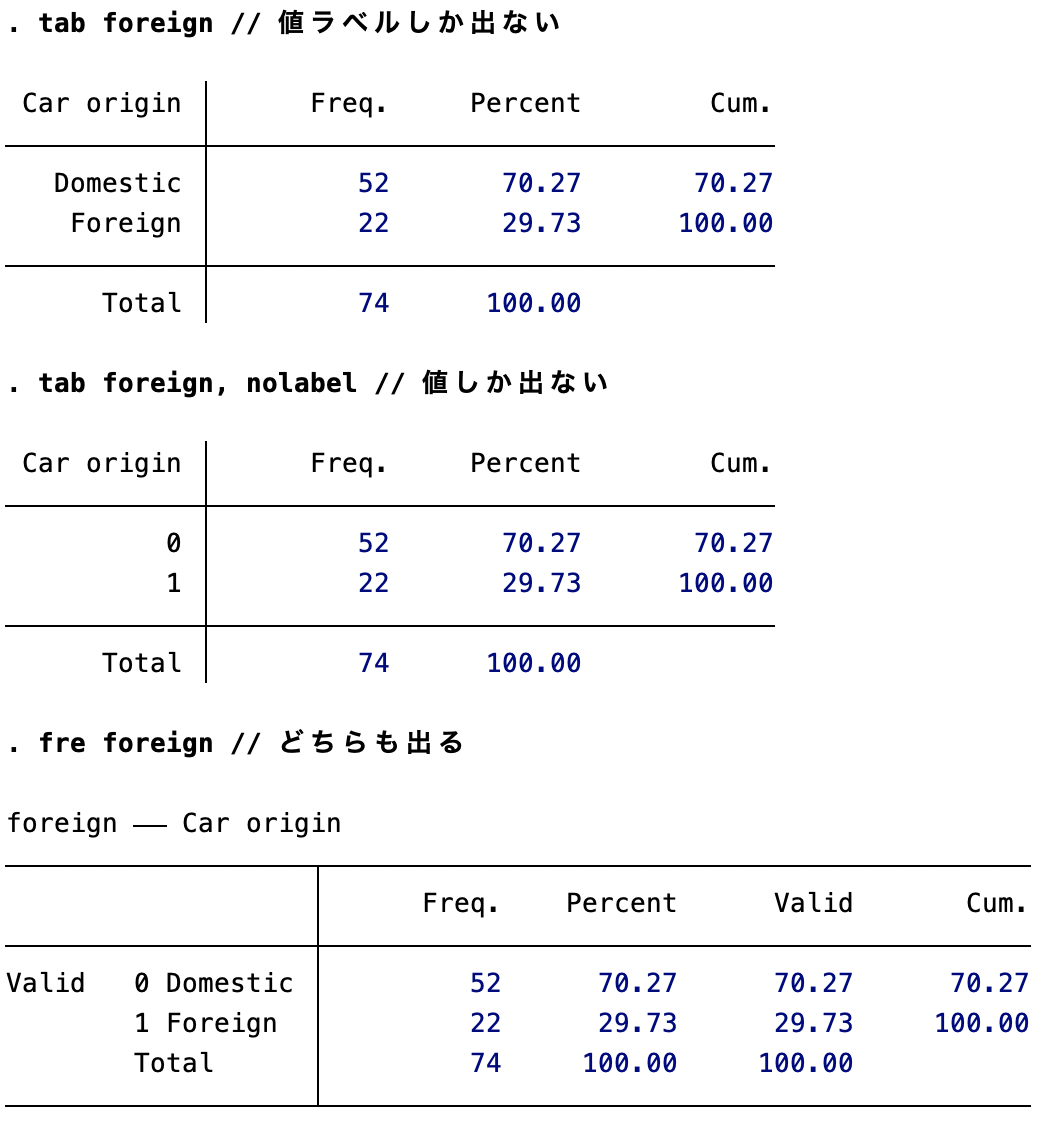 . tab foreign // 値ラベルしか出ない
Car origin Freq. Percent Cum.
Domestic 52 70.27 70.27
Foreign 22 29.73 100.00
Total 74 100.00
. tab foreign, nolabel // 値しか出ない
Car origin Freq. Percent Cum.
0 52 70.27 70.27
1 22 29.73 100.00
Total 74 100.00
. fre foreign // どちらも出る
foreign — Car origin
Freq. Percent Valid Cum.
Valid 0 Domestic 52 70.27 70.27 70.27
1 Foreign 22 29.73 29.73 100.00
Total 74 100.00 100.00